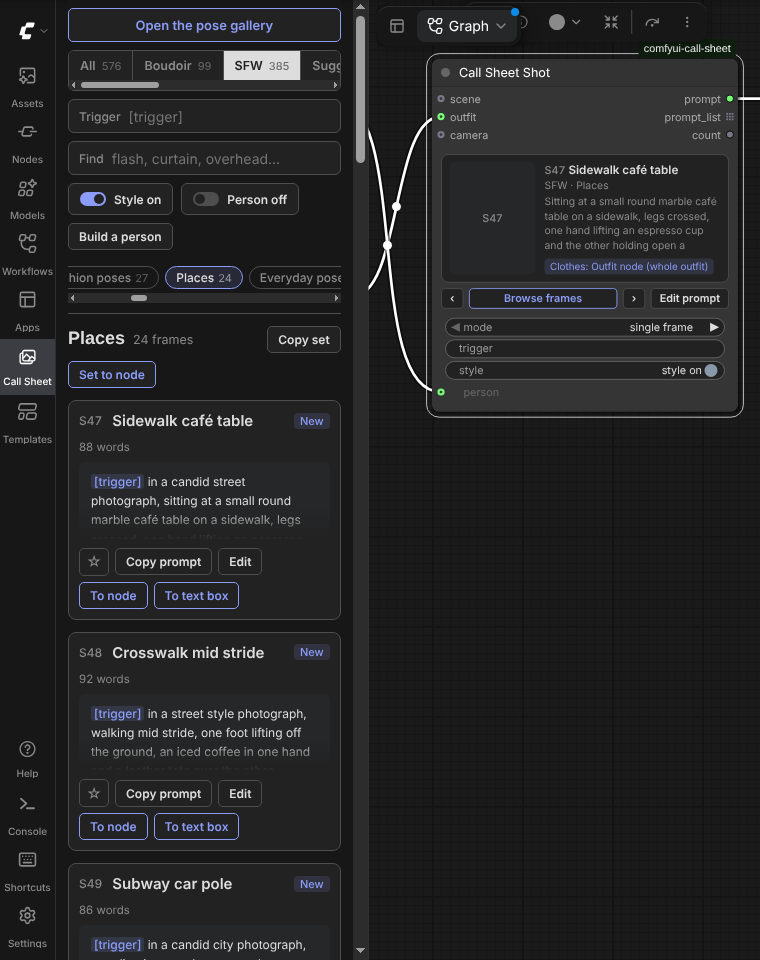 Open the pose gallery
All 576
Boudoir 99
SFW 385
Sugg
Trigger [trigger]
Find flash, curtain, overhead...
Style on
Person off
Build a person
hion poses 27
Places 24
Everyday pose
Places 24 frames
Copy set
Set to node
S47 Sidewalk café table New
88 words
[trigger] in a candid street
photograph, sitting at a small round
marble café table on a sidewalk, legs
Copy prompt
Edit
To node
To text box
S48 Crosswalk mid stride New
92 words
[trigger] in a street style photograph,
walking mid stride, one foot lifting off
the ground, an iced coffee in one hand
Copy prompt
Edit
To node
To text box
S49 Subway car pole New
86 words
[trigger] in a candid city photograph,
Assets
Nodes
Models
Workflows
Apps
Call Sheet
Templates
Help
Console
Shortcuts
Settings
Graph
comfyui-call-sheet
Call Sheet Shot
scene
prompt
outfit
prompt_list
camera
count
S47
S47 Sidewalk café table
SFW · Places
Sitting at a small round marble café
table on a sidewalk, legs crossed,
one hand lifting an espresso cup
and the other holding open a
Clothes: Outfit node (whole outfit)
‹
Browse frames
›
Edit prompt
mode
single frame
trigger
style
style on
person